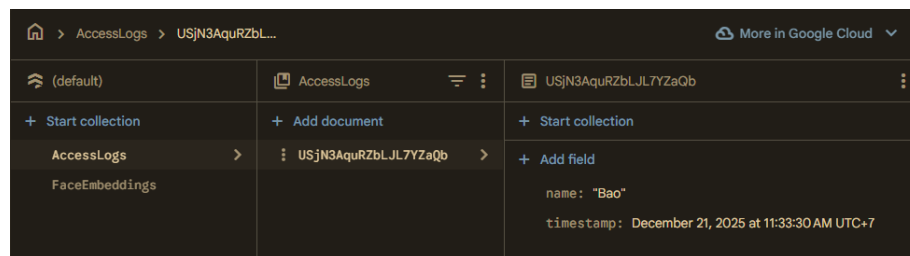 AccessLogs > USjN3AquRZbL...
More in Google Cloud
(default)
AccessLogs
USjN3AquRZbLJL7YZaQb
+ Start collection
+ Add document
+ Start collection
AccessLogs
USjN3AquRZbLJL7YZaQb
+ Add field
FaceEmbeddings
name: "Bao"
timestamp: December 21, 2025 at 11:33:30 AM UTC+7